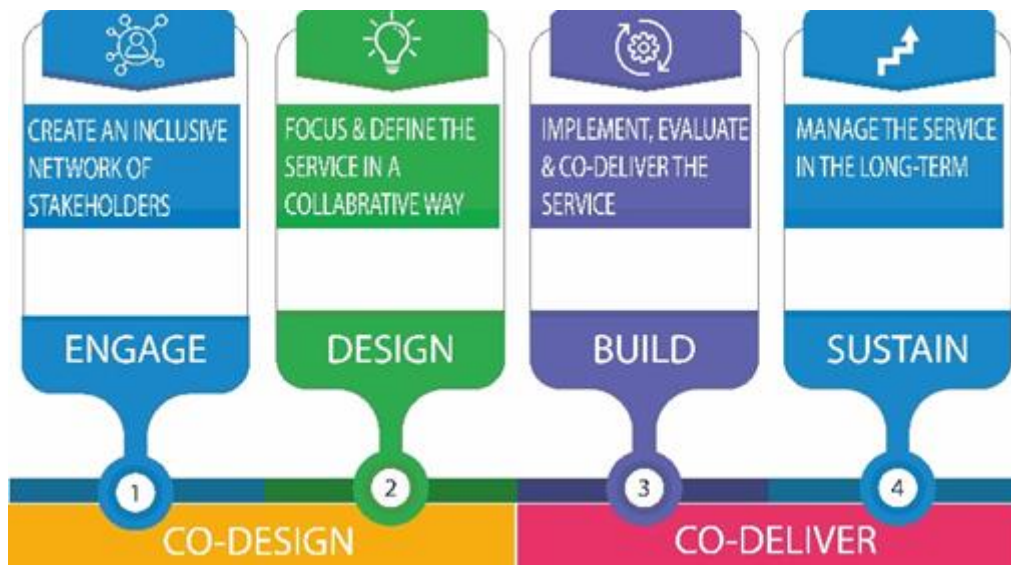 CREATE AN INCLUSIVE
NETWORK OF
STAKEHOLDERS
ENGAGE
1
FOCUS & DEFINE THE
SERVICE IN A
COLLABRATIVE WAY
DESIGN
2
IMPLEMENT, EVALUATE
& CO-DELIVER THE
SERVICE
BUILD
3
MANAGE THE SERVICE
IN THE LONG-TERM
SUSTAIN
4
CO-DESIGN
CO-DELIVER